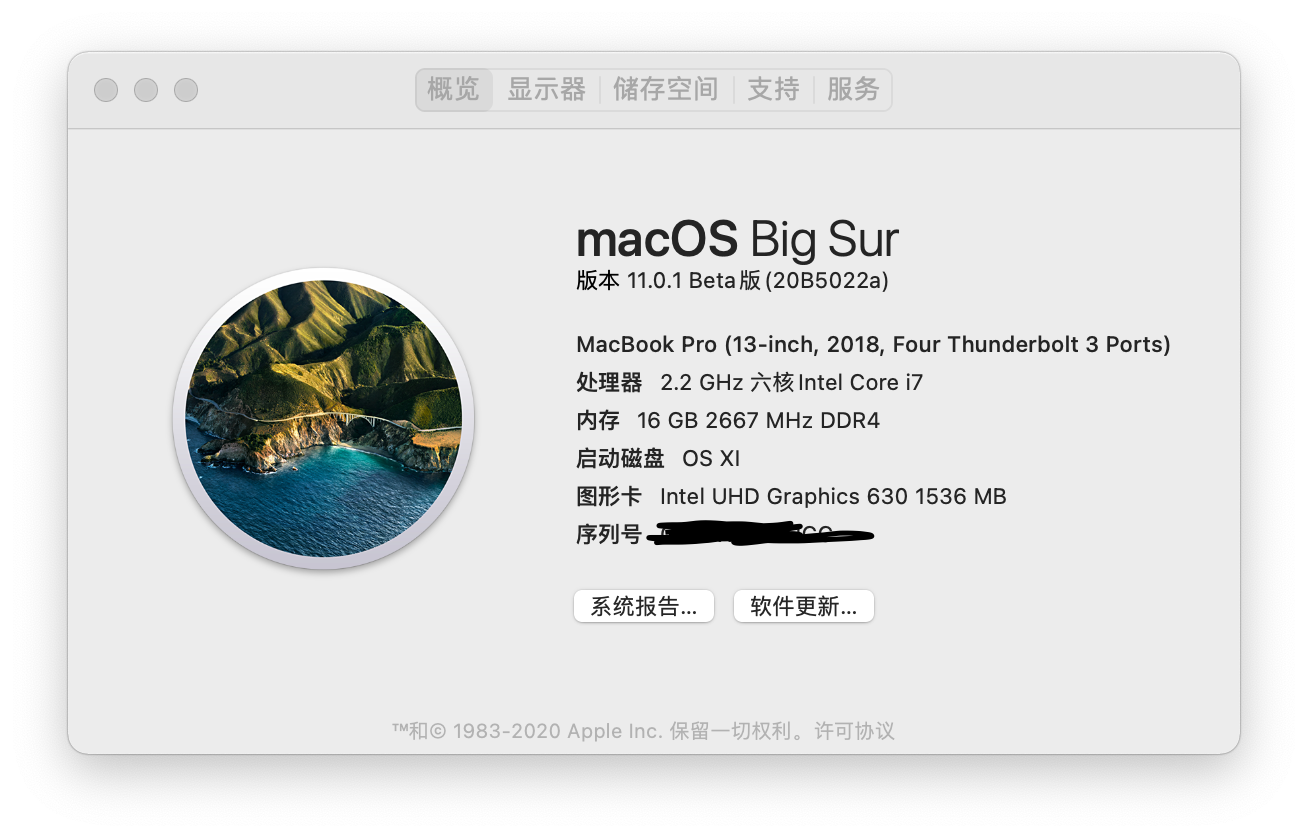 概览 显示器 储存空间 支持 服务
macOS Big Sur
版本 11.0.1 Beta版 (20B5022a)
MacBook Pro (13-inch, 2018, Four Thunderbolt 3 Ports)
处理器 2.2 GHz 六核Intel Core i7
内存 16 GB 2667 MHz DDR4
启动磁盘 OS XI
图形卡 Intel UHD Graphics 630 1536 MB
序列号
系统报告... 软件更新...
™和© 1983-2020 Apple Inc. 保留一切权利。许可协议